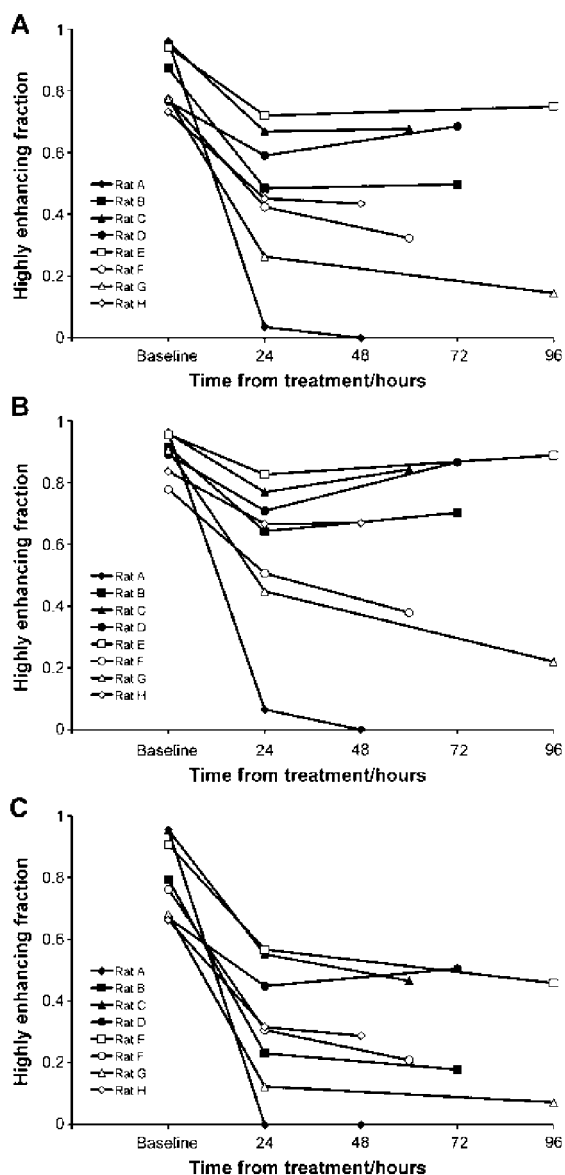 A
Highly enhancing fraction
1
0.8
0.6
0.4
0.2
0
Rat A
Rat B
Rat C
Rat D
Rat E
Rat F
Rat G
Rat H
Baseline 24 48 72 96
Time from treatment/hours
B
Highly enhancing fraction
1
0.8
0.6
0.4
0.2
0
Rat A
Rat B
Rat C
Rat D
Rat E
Rat F
Rat G
Rat H
Baseline 24 48 72 96
Time from treatment/hours
C
Highly enhancing fraction
1
0.8
0.6
0.4
0.2
0
Rat A
Rat B
Rat C
Rat D
Rat E
Rat F
Rat G
Rat H
Baseline 24 48 72 96
Time from treatment/hours